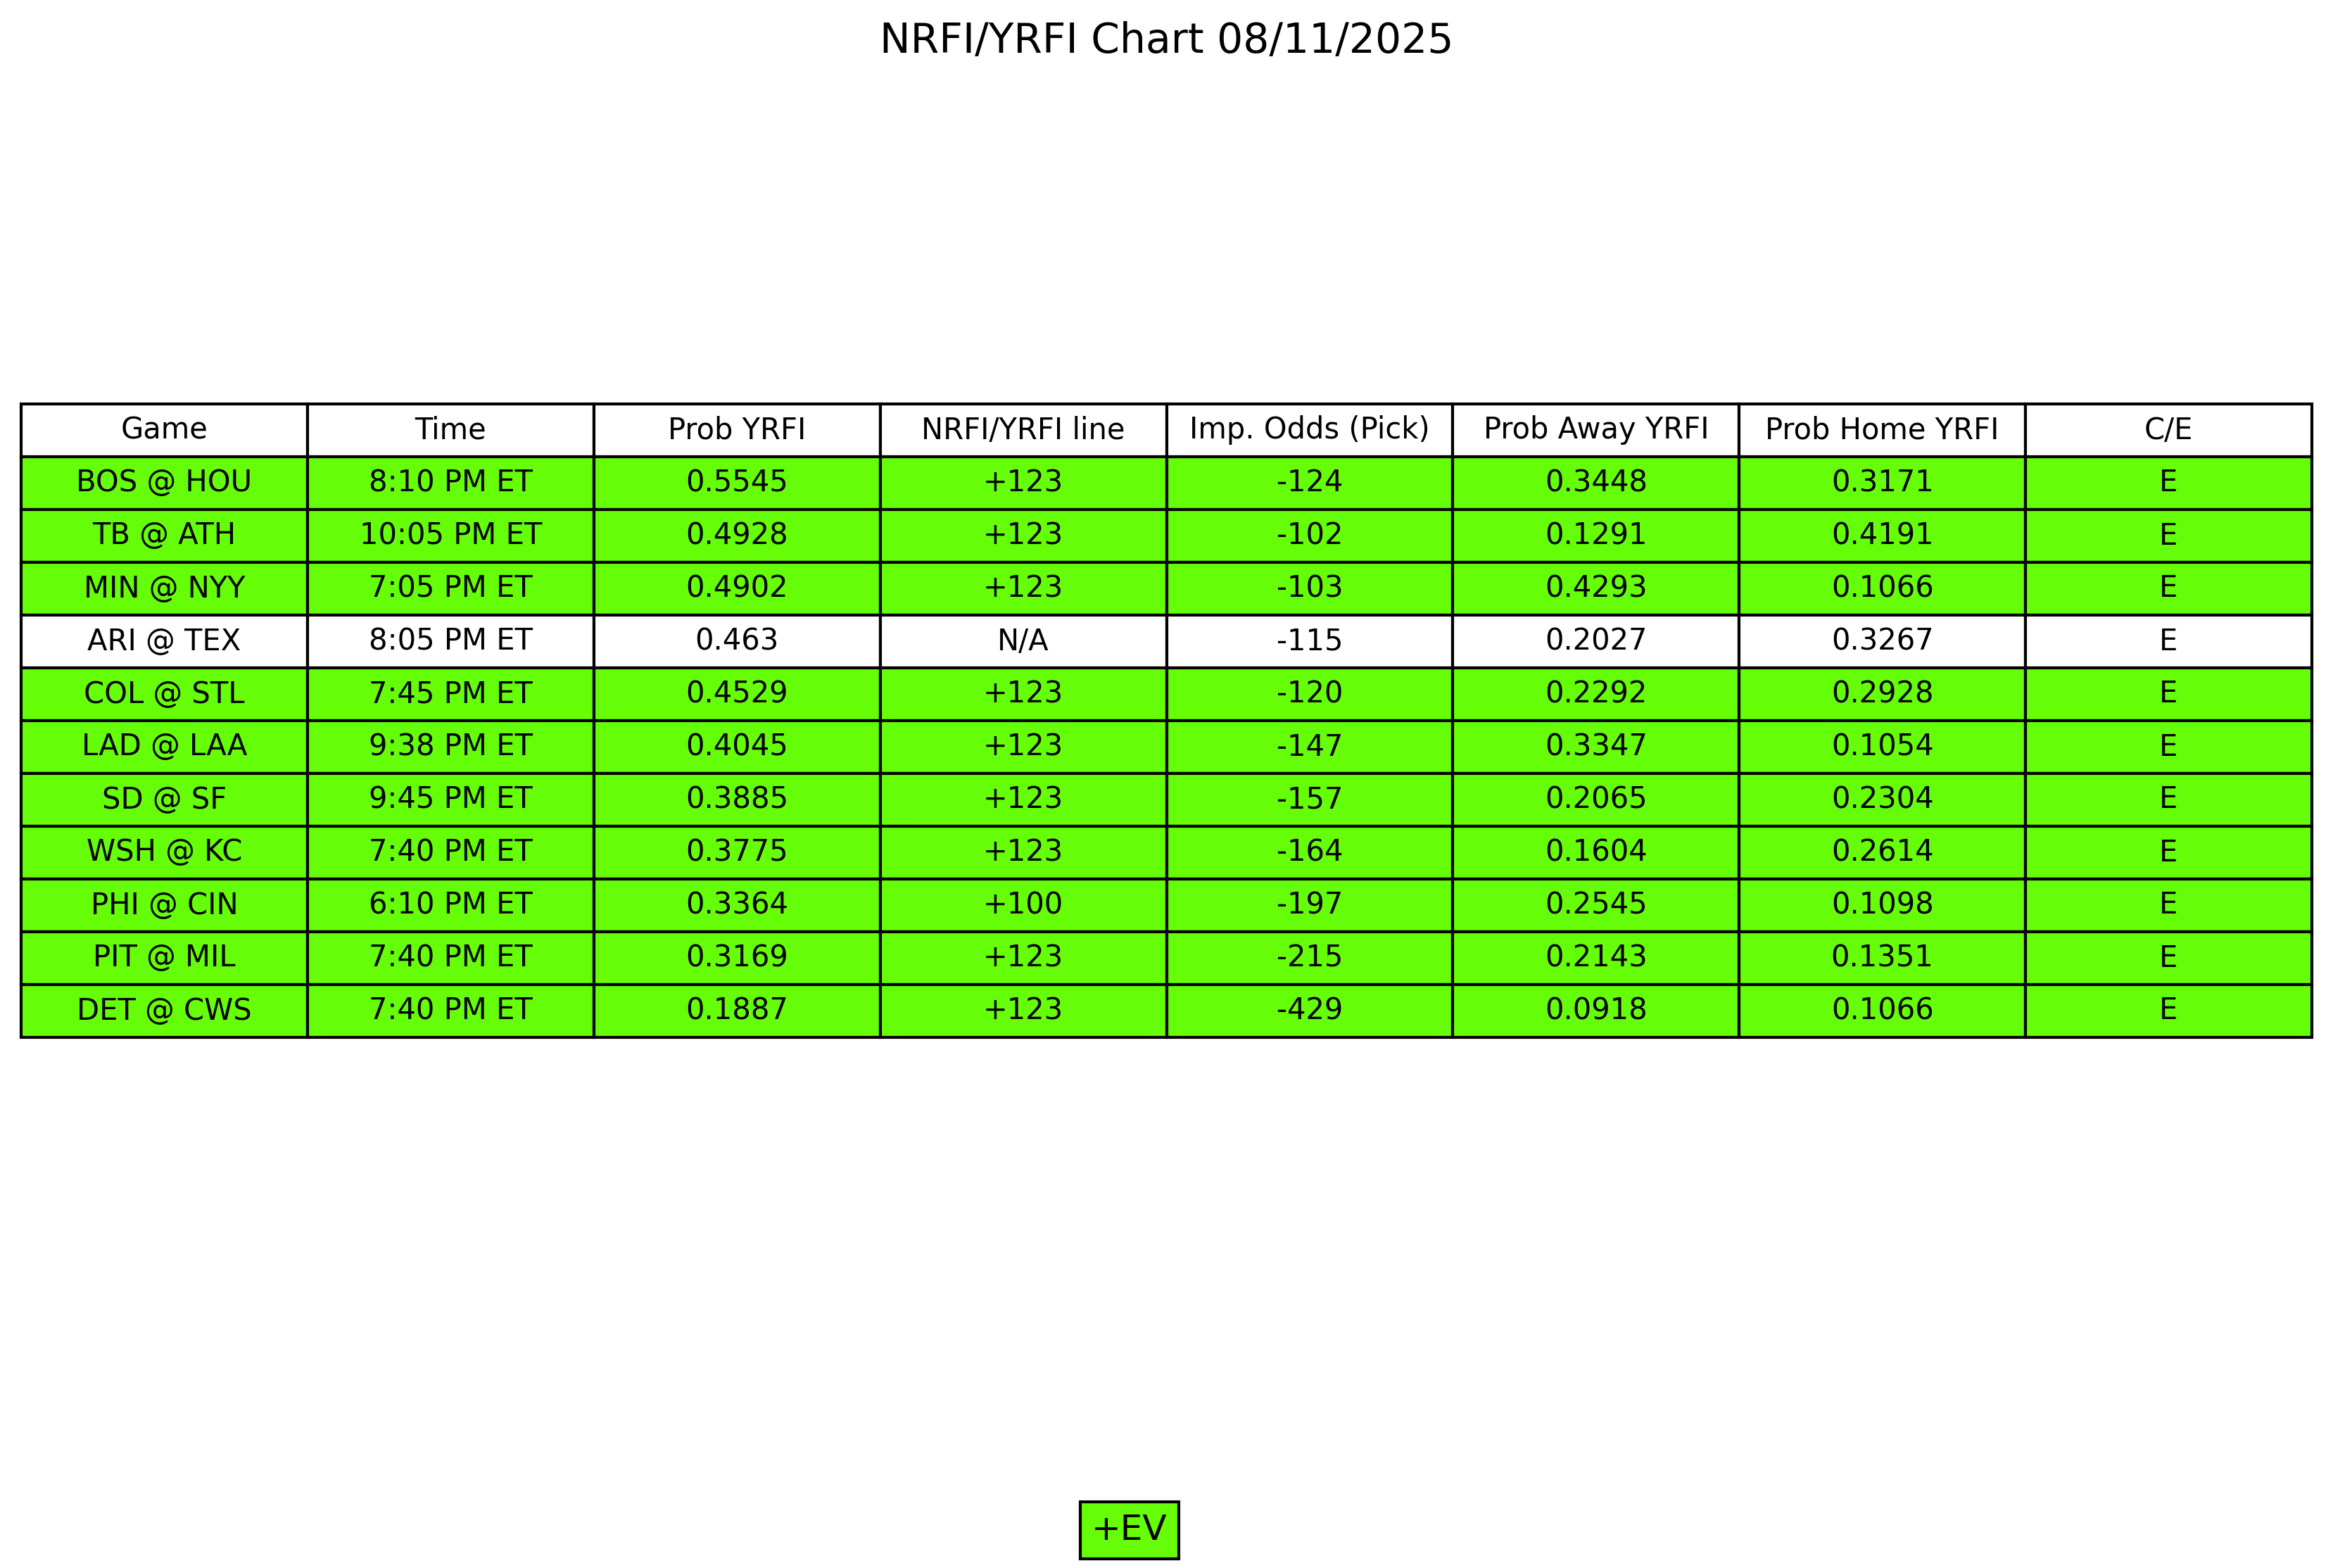 NRFI/YRFI Chart 08/11/2025
Game Time Prob YRFI NRFI/YRFI line Imp. Odds (Pick) Prob Away YRFI Prob Home YRFI C/E
BOS @ HOU 8:10 PM ET 0.5545 +123 -124 0.3448 0.3171 E
TB @ ATH 10:05 PM ET 0.4928 +123 -102 0.1291 0.4191 E
MIN @ NYY 7:05 PM ET 0.4902 +123 -103 0.4293 0.1066 E
ARI @ TEX 8:05 PM ET 0.463 N/A -115 0.2027 0.3267 E
COL @ STL 7:45 PM ET 0.4529 +123 -120 0.2292 0.2928 E
LAD @ LAA 9:38 PM ET 0.4045 +123 -147 0.3347 0.1054 E
SD @ SF 9:45 PM ET 0.3885 +123 -157 0.2065 0.2304 E
WSH @ KC 7:40 PM ET 0.3775 +123 -164 0.1604 0.2614 E
PHI @ CIN 6:10 PM ET 0.3364 +100 -197 0.2545 0.1098 E
PIT @ MIL 7:40 PM ET 0.3169 +123 -215 0.2143 0.1351 E
DET @ CWS 7:40 PM ET 0.1887 +123 -429 0.0918 0.1066 E
+EV